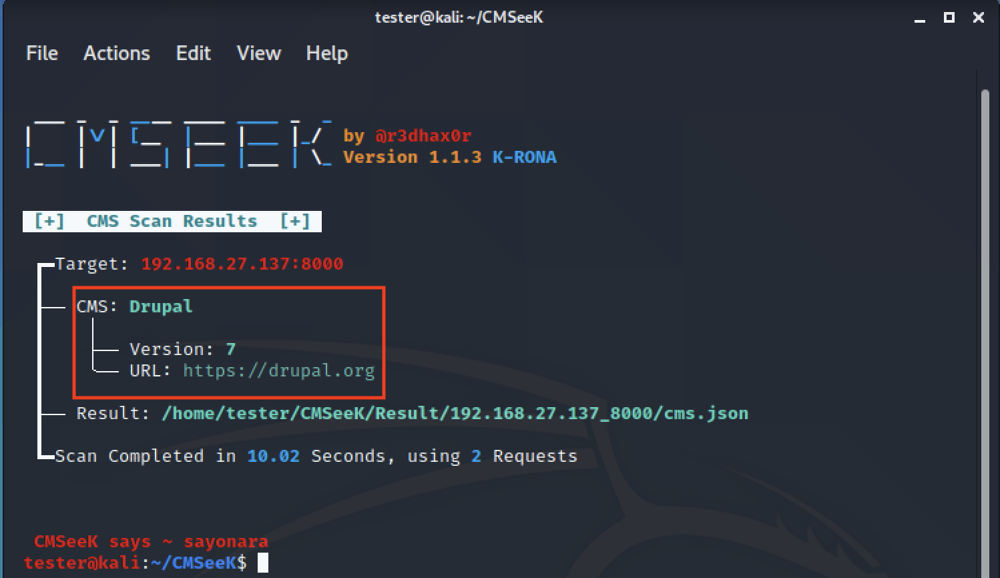 tester@kali: ~/CMSeeK
File Actions Edit View Help
CMSEEK by @r3dhax0r
Version 1.1.3 K-RONA
[+] CMS Scan Results [+]
Target: 192.168.27.137:8000
CMS: Drupal
Version: 7
URL: https://drupal.org
Result: /home/tester/CMSeeK/Result/192.168.27.137_8000/cms.json
Scan Completed in 10.02 Seconds, using 2 Requests
CMSeeK says ~ sayonara
tester@kali:~/CMSeeK$